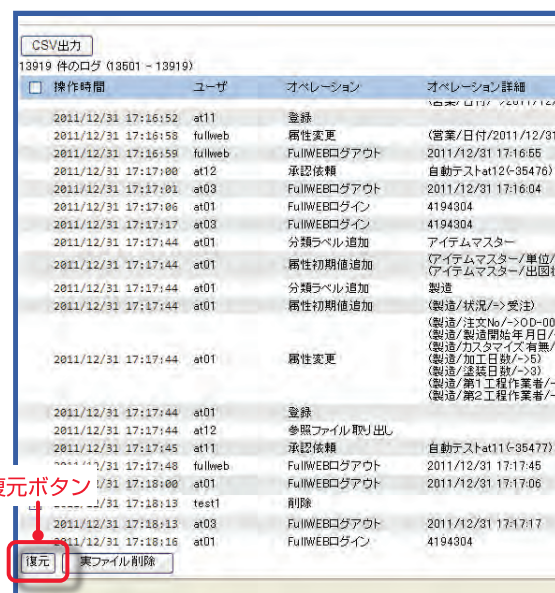 CSV出力
13919 件のログ (13501 - 13919)
操作時間 ユーザ オペレーション オペレーション詳細
2011/12/31 17:16:52 at11 登録
2011/12/31 17:16:58 fullweb 属性変更 (営業/日付/2011/12/31
2011/12/31 17:16:59 fullweb FullWEBログアウト 2011/12/31 17:16:55
2011/12/31 17:17:00 at12 承認依頼 自動テストat12(-35476)
2011/12/31 17:17:01 at03 FullWEBログアウト 2011/12/31 17:16:04
2011/12/31 17:17:06 at01 FullWEBログイン 4194304
2011/12/31 17:17:17 at03 FullWEBログイン 4194304
2011/12/31 17:17:44 at01 分類ラベル追加 アイテムマスター
2011/12/31 17:17:44 at01 属性初期値追加 (アイテムマスター/単位/
(アイテムマスター/出図
2011/12/31 17:17:44 at01 分類ラベル追加 製造
2011/12/31 17:17:44 at01 属性初期値追加 (製造/状況/=>受注)
(製造/注文No/->OD-00
(製造/製造開始年月日/
(製造/カスタマイズ有無/
2011/12/31 17:17:44 at01 属性変更 (製造/加工日数/->5)
(製造/塗装日数/->3)
(製造/第1工程作業者/-
(製造/第2工程作業者/-
2011/12/31 17:17:44 at01 登録
2011/12/31 17:17:44 at12 参照ファイル取り出し
2011/12/31 17:17:45 at11 承認依頼 自動テストat11(-35477)
17:17:48 fullweb FullWEBログアウト 2011/12/31 17:17:45
17:18:00 at01 FullWEBログアウト 2011/12/31 17:17:06
復元ボタン
17:18:13 test1 削除
17:18:13 at03 FullWEBログアウト 2011/12/31 17:17:17
17:18:16 at01 FullWEBログイン 4194304
復元 実ファイル削除